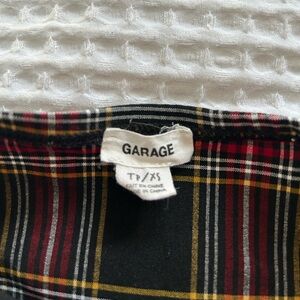 GARAGE
TP/XS
FAIT EN CHINE
MADE IN CHINA